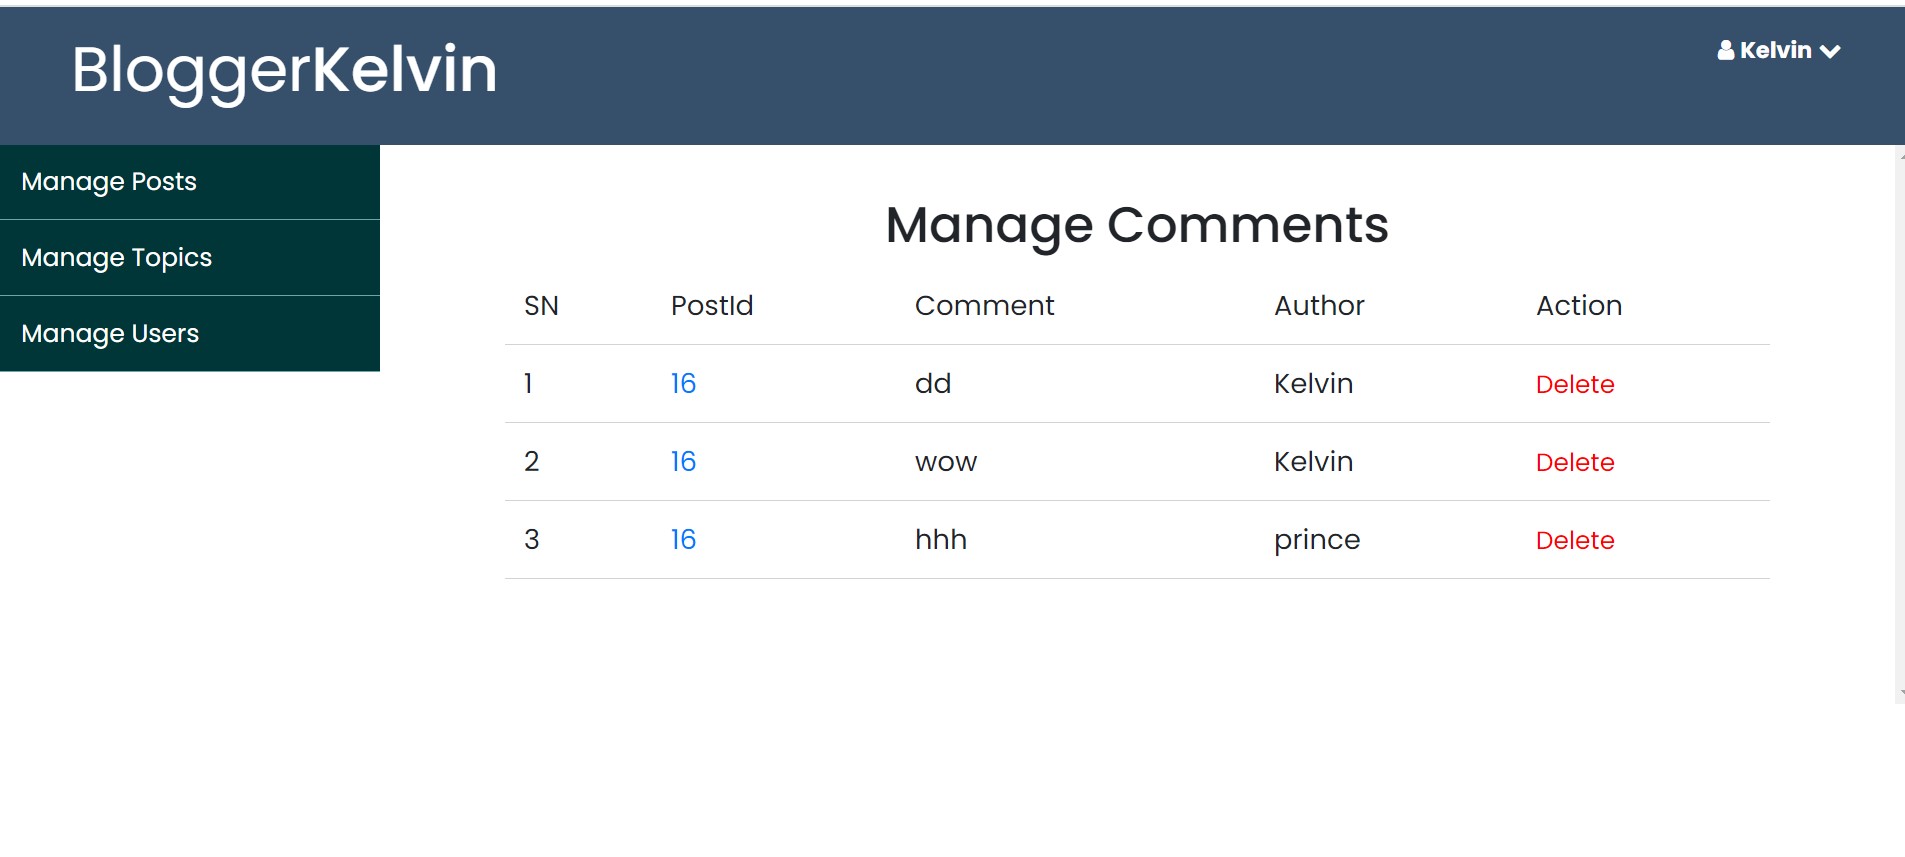 BloggerKelvin
Kelvin
Manage Posts
Manage Topics
Manage Users
Manage Comments
SN PostId Comment Author Action
1 16 dd Kelvin Delete
2 16 wow Kelvin Delete
3 16 hhh prince Delete